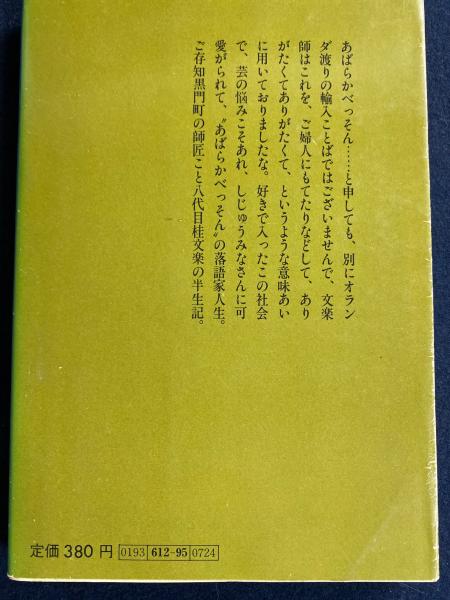 あばらかべっそん……と申しても、別にオラン
ダ渡りの輸入ことばではございませんで、文楽
師はこれを、ご婦人にもてたりなどして、あり
がたくてありがたくて、というような意味あい
に用いておりましたな。好きで入ったこの社会
で、芸の悩みこそあれ、しじゅうみなさんに可
愛がられて、〝あばらかべっそん〟の落語家人生。
ご存知黒門町の師匠こと八代目桂文楽の半生記。
定価 380 円 0193 612-95 0724